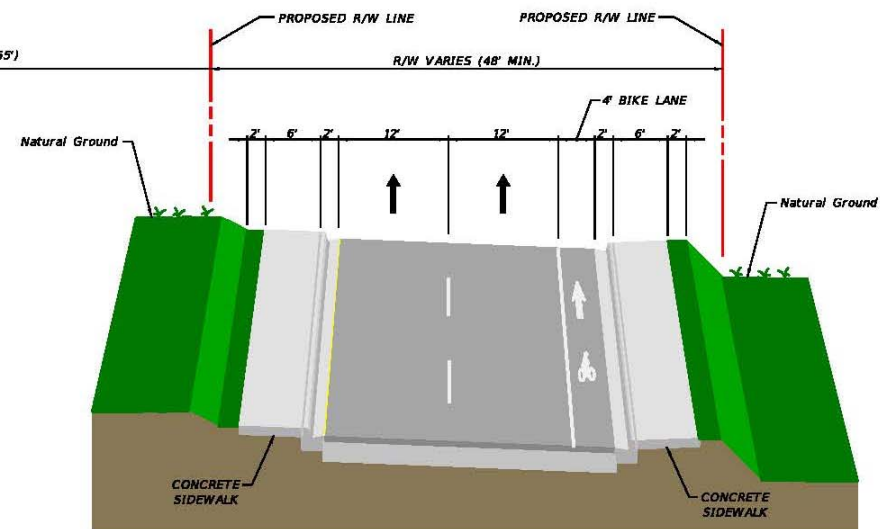 PROPOSED R/W LINE
PROPOSED R/W LINE
R/W VARIES (48' MIN.)
4' BIKE LANE
2' 6' 2' 12' 12' 2' 6' 2'
Natural Ground
Natural Ground
CONCRETE
SIDEWALK
CONCRETE
SIDEWALK